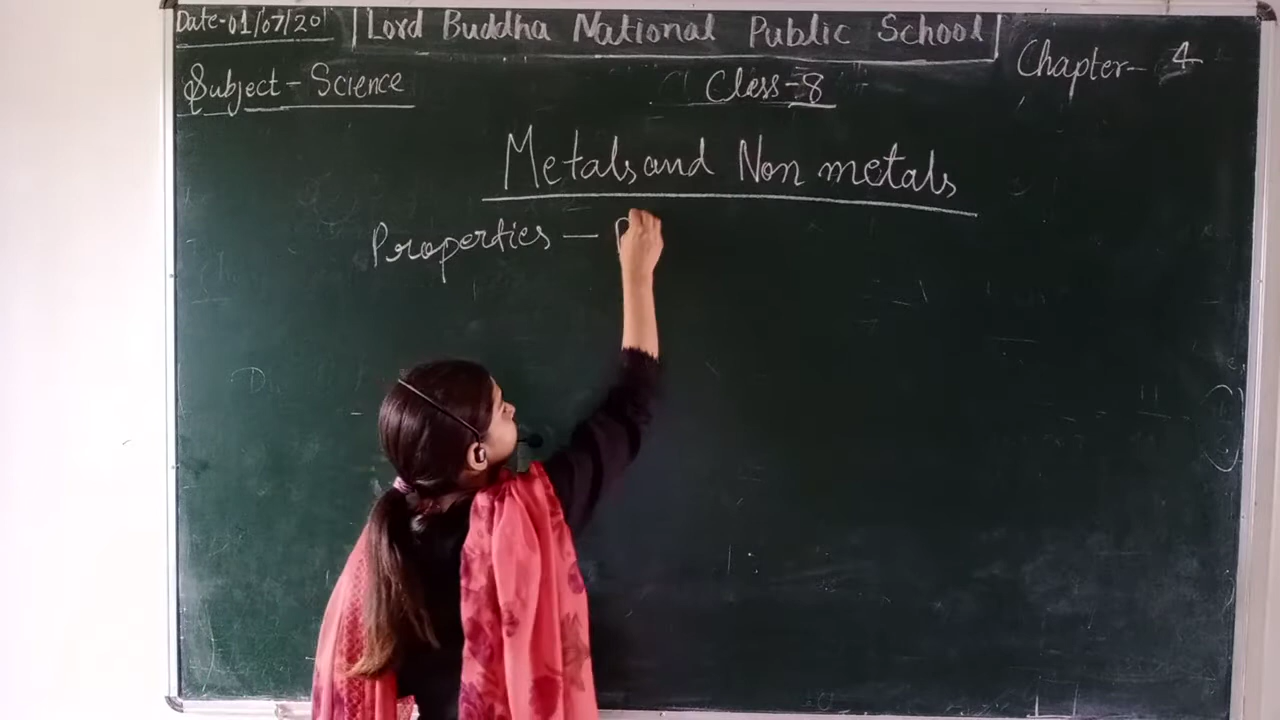 Date-01/07/20 Lord Buddha National Public School Chapter- 4
Subject - Science Class-8
Metals and Non metals
Properties — P